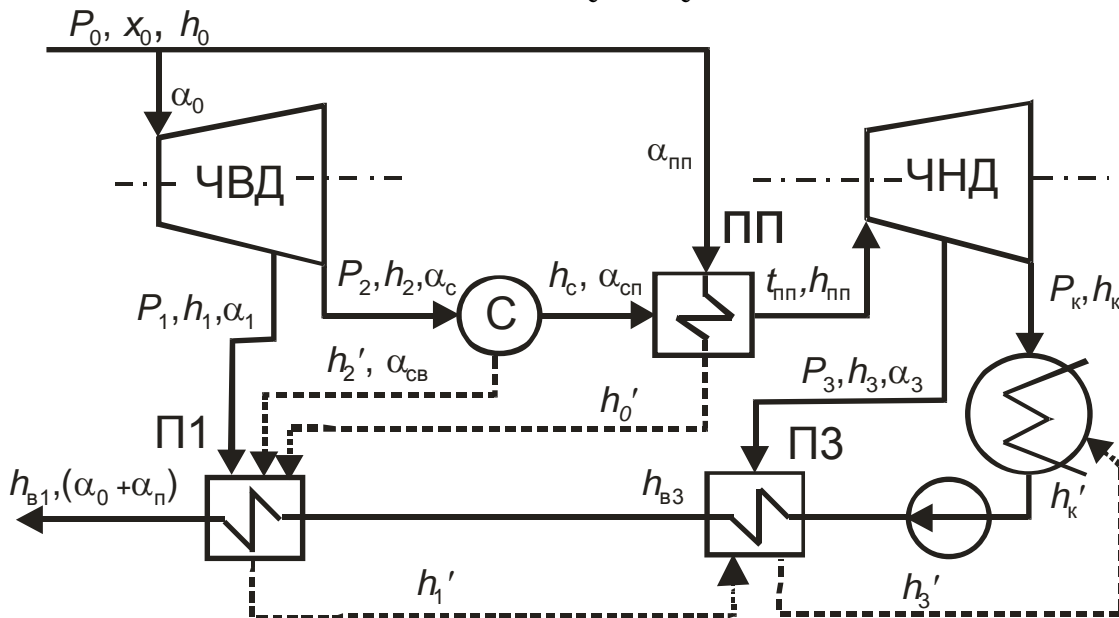 P₀, x₀, h₀
α₀
ЧВД
αпп
ЧНД
ПП
P₂,h₂,αс
hс, αсп
tпп,hпп
Pк,hк
P₁,h₁,α₁
С
h₂′, αсв
P₃,h₃,α₃
h₀′
П1
П3
hв1,(α₀ +αп)
hв3
hк′
h₁′
h₃′